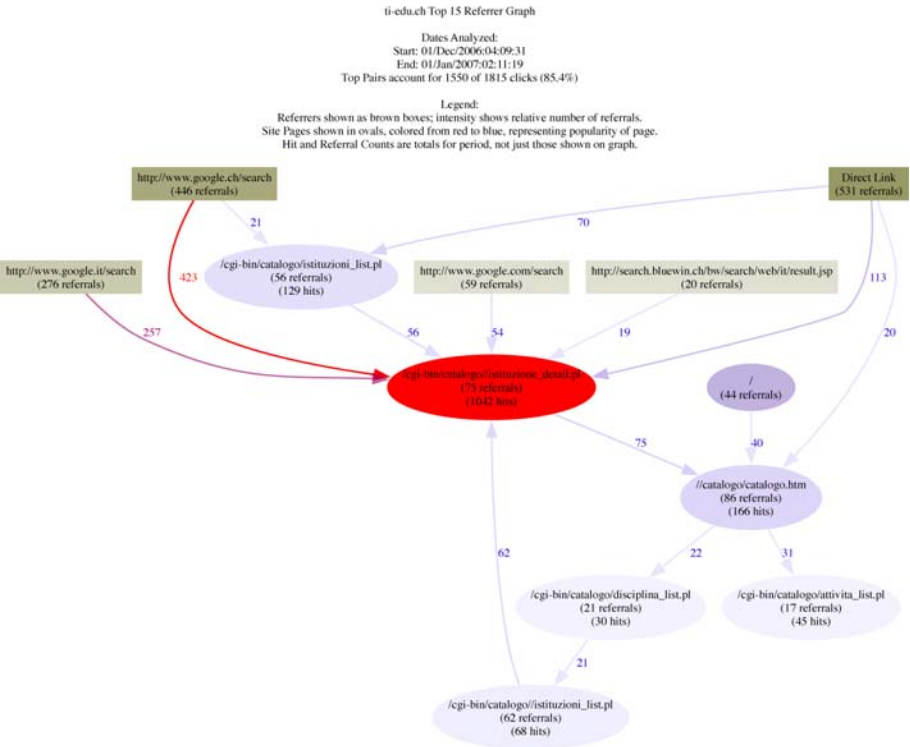 ti-edu.ch Top 15 Referrer Graph
Dates Analyzed:
Start: 01/Dec/2006:04:09:31
End: 01/Jan/2007:02:11:19
Top Pairs account for 1550 of 1815 clicks (85.4%)
Legend:
Referrers shown as brown boxes; intensity shows relative number of referrals.
Site Pages shown in ovals, colored from red to blue, representing popularity of page.
Hit and Referral Counts are totals for period, not just those shown on graph.
http://www.google.ch/search
(446 referrals)
Direct Link
(531 referrals)
21
70
/cgi-bin/catalogo/istituzioni_list.pl
(56 referrals)
(129 hits)
http://www.google.it/search
(276 referrals)
423
http://www.google.com/search
(59 referrals)
http://search.bluewin.ch/bw/search/web/it/result.jsp
(20 referrals)
113
257
56
54
19
20
/cgi-bin/catalogo//istituzione_detail.pl
(75 referrals)
(1042 hits)
/
(44 referrals)
75
40
//catalogo/catalogo.htm
(86 referrals)
(166 hits)
62
22
31
/cgi-bin/catalogo/disciplina_list.pl
(21 referrals)
(30 hits)
/cgi-bin/catalogo/attivita_list.pl
(17 referrals)
(45 hits)
21
/cgi-bin/catalogo//istituzioni_list.pl
(62 referrals)
(68 hits)